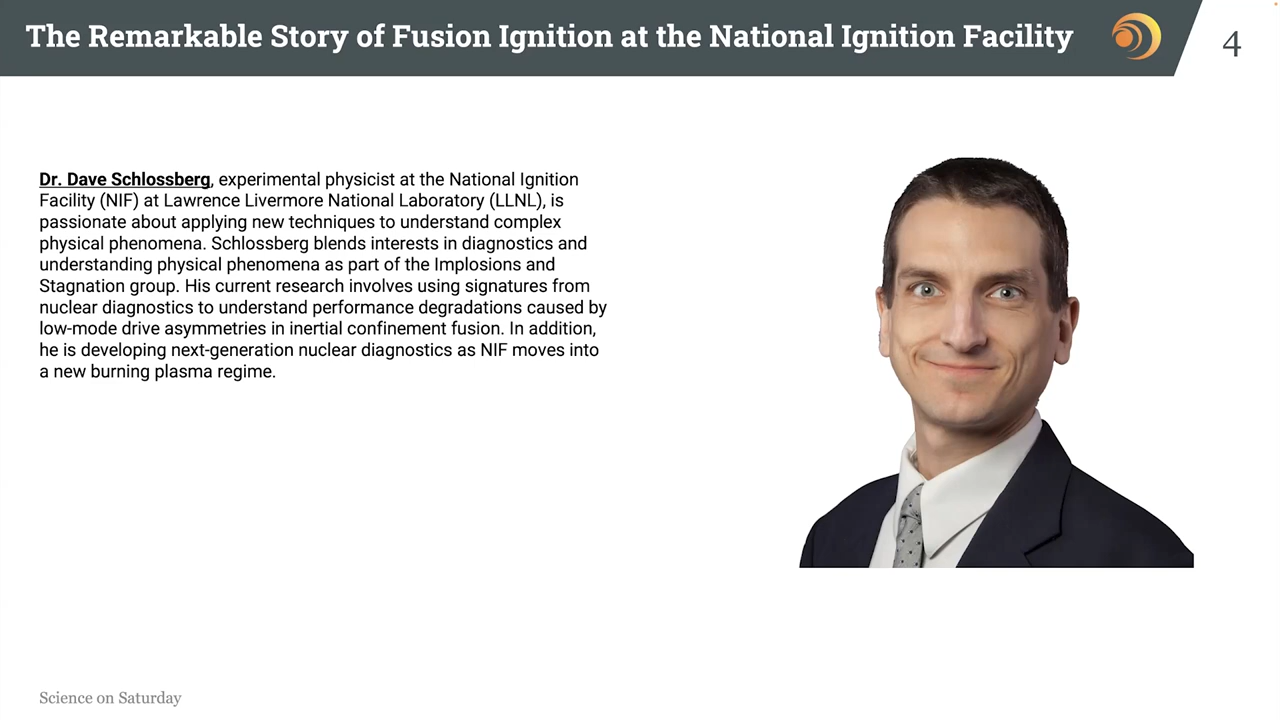 The Remarkable Story of Fusion Ignition at the National Ignition Facility
4
Dr. Dave Schlossberg, experimental physicist at the National Ignition
Facility (NIF) at Lawrence Livermore National Laboratory (LLNL), is
passionate about applying new techniques to understand complex
physical phenomena. Schlossberg blends interests in diagnostics and
understanding physical phenomena as part of the Implosions and
Stagnation group. His current research involves using signatures from
nuclear diagnostics to understand performance degradations caused by
low-mode drive asymmetries in inertial confinement fusion. In addition,
he is developing next-generation nuclear diagnostics as NIF moves into
a new burning plasma regime.
Science on Saturday